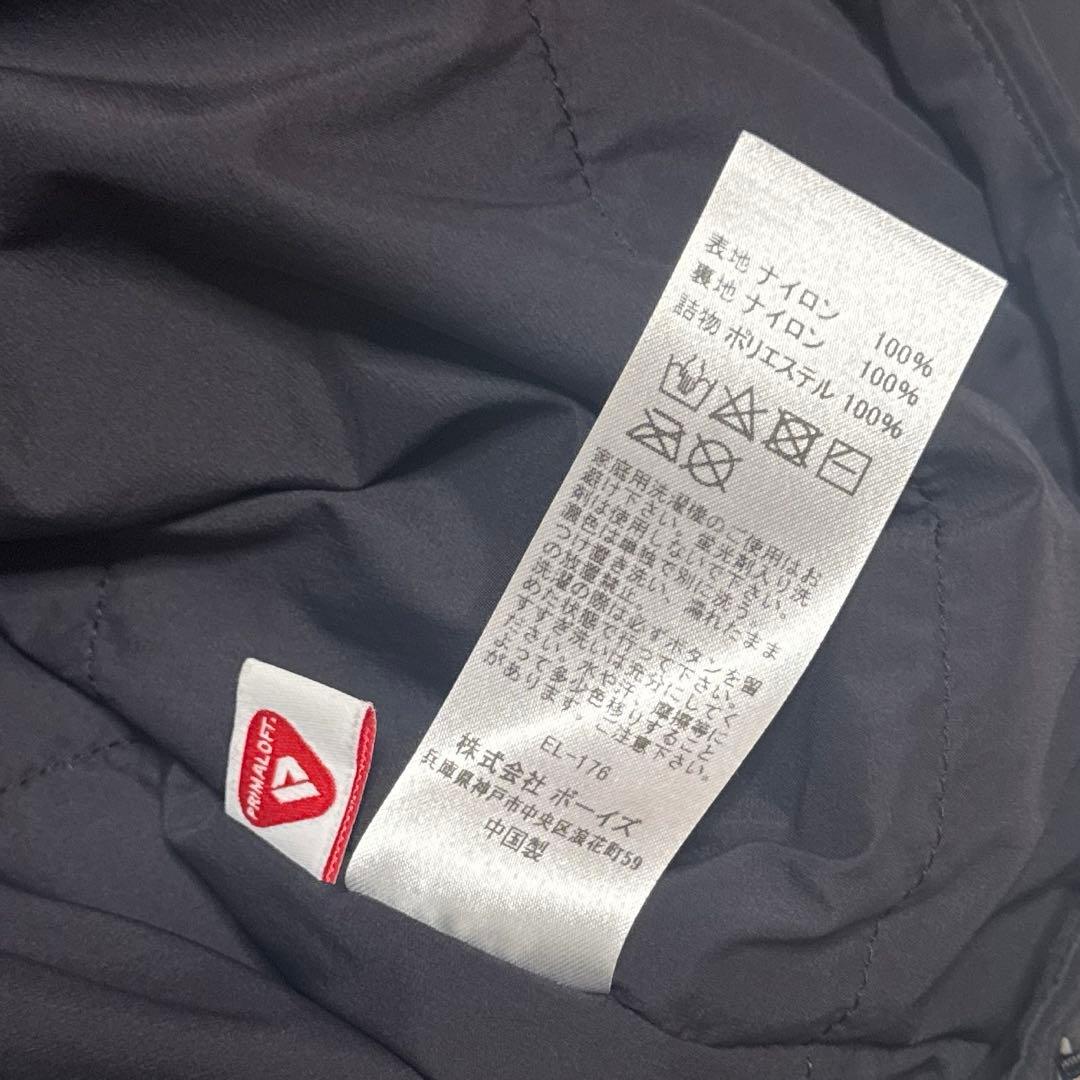 表地 ナイロン 100%
裏地 ナイロン 100%
詰物 ポリエステル 100%
家庭用洗濯機のご使用はお
避け下さい。蛍光剤入り洗
剤は使用しないで下さい。
濃色は単独で別に洗う。
つけ置き洗い、濡れたまま
の放置禁止。
洗濯の際は必ずボタンを留
めた状態で行って下さい。
すすぎ洗いは充分にしてく
ださい。水や汗、摩擦等に
よって多少色移りすること
があります。ご注意下さい。
EL-176
株式会社 ボーイズ
兵庫県神戸市中央区浪花町59
中国製
PRIMALOFT